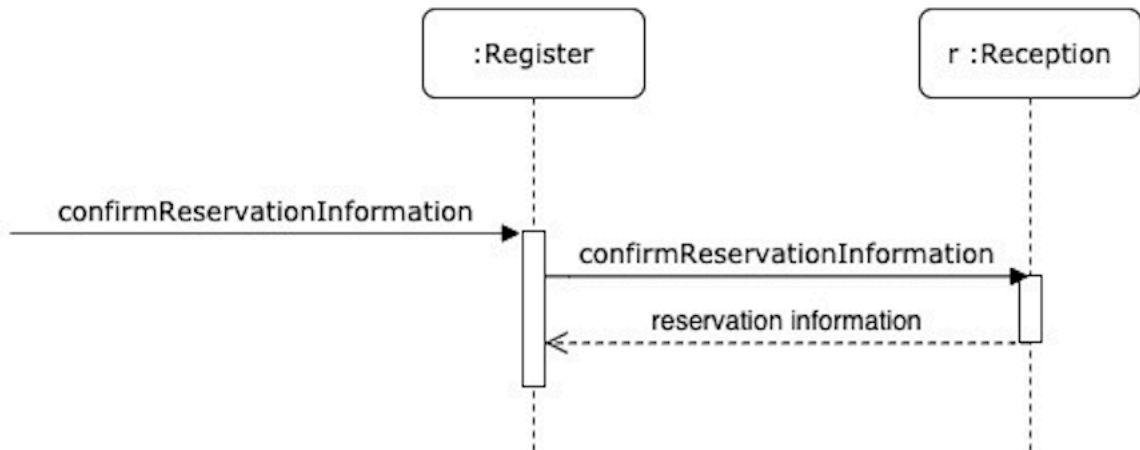 :Register
r :Reception
confirmReservationInformation
confirmReservationInformation
reservation information